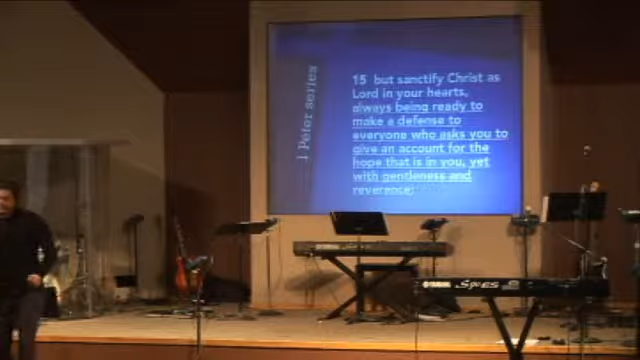 1 Peter series
15 but sanctify Christ as
Lord in your hearts,
always being ready to
make a defense to
everyone who asks you to
give an account for the
hope that is in you, yet
with gentleness and
reverence;
YAMAHA